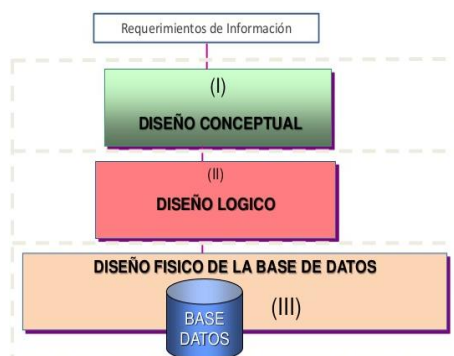 Requerimientos de Información
(I)
DISEÑO CONCEPTUAL
(II)
DISEÑO LOGICO
DISEÑO FISICO DE LA BASE DE DATOS
(III)
BASE
DATOS